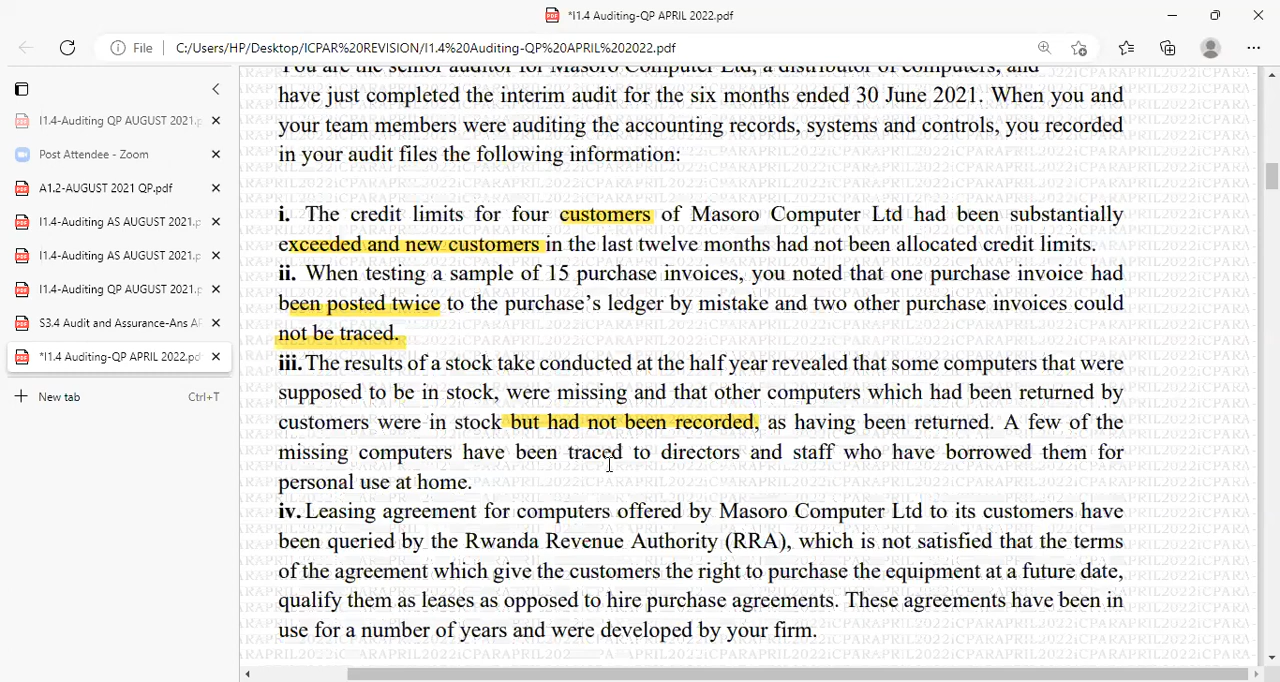 *I1.4 Auditing-QP APRIL 2022.pdf
File
C:/Users/HP/Desktop/ICPAR%20REVISION/I1.4%20Auditing-QP%20APRIL%202022.pdf
I1.4-Auditing QP AUGUST 2021.p
Post Attendee - Zoom
A1.2-AUGUST 2021 QP.pdf
I1.4-Auditing AS AUGUST 2021.p
I1.4-Auditing AS AUGUST 2021.p
I1.4-Auditing QP AUGUST 2021.p
S3.4 Audit and Assurance-Ans AP
*I1.4 Auditing-QP APRIL 2022.pd
New tab Ctrl+T
You are the senior auditor for Masoro Computer Ltd, a distributor of computers, and
have just completed the interim audit for the six months ended 30 June 2021. When you and
your team members were auditing the accounting records, systems and controls, you recorded
in your audit files the following information:
i. The credit limits for four customers of Masoro Computer Ltd had been substantially
exceeded and new customers in the last twelve months had not been allocated credit limits.
ii. When testing a sample of 15 purchase invoices, you noted that one purchase invoice had
been posted twice to the purchase’s ledger by mistake and two other purchase invoices could
not be traced.
iii. The results of a stock take conducted at the half year revealed that some computers that were
supposed to be in stock, were missing and that other computers which had been returned by
customers were in stock but had not been recorded, as having been returned. A few of the
missing computers have been traced to directors and staff who have borrowed them for
personal use at home.
iv. Leasing agreement for computers offered by Masoro Computer Ltd to its customers have
been queried by the Rwanda Revenue Authority (RRA), which is not satisfied that the terms
of the agreement which give the customers the right to purchase the equipment at a future date,
qualify them as leases as opposed to hire purchase agreements. These agreements have been in
use for a number of years and were developed by your firm.